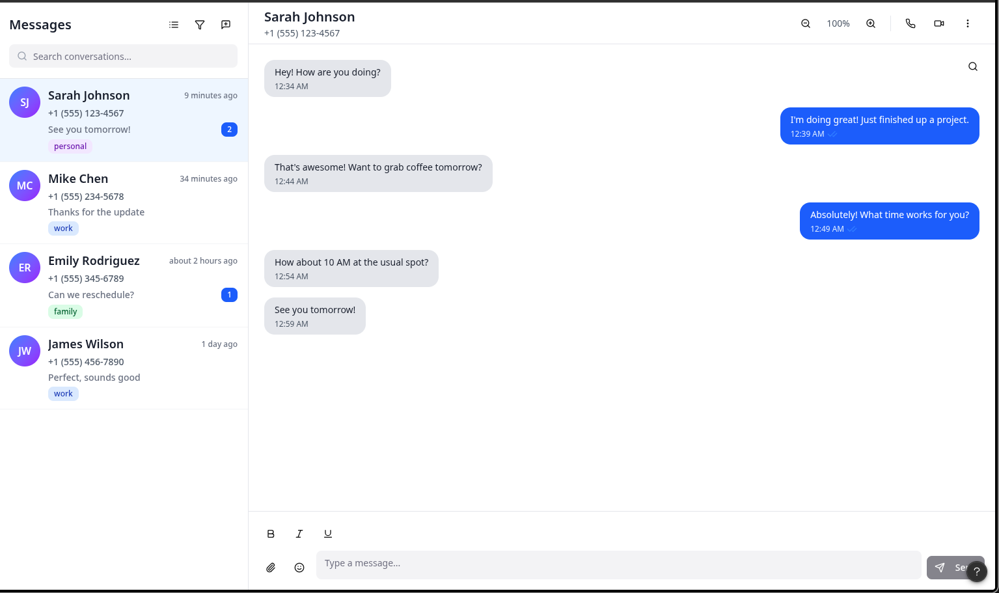 Messages
Search conversations...
SJ
Sarah Johnson
9 minutes ago
+1 (555) 123-4567
See you tomorrow!
2
personal
MC
Mike Chen
34 minutes ago
+1 (555) 234-5678
Thanks for the update
work
ER
Emily Rodriguez
about 2 hours ago
+1 (555) 345-6789
Can we reschedule?
1
family
JW
James Wilson
1 day ago
+1 (555) 456-7890
Perfect, sounds good
work
Sarah Johnson
+1 (555) 123-4567
100%
Hey! How are you doing?
12:34 AM
I'm doing great! Just finished up a project.
12:39 AM
That's awesome! Want to grab coffee tomorrow?
12:44 AM
Absolutely! What time works for you?
12:49 AM
How about 10 AM at the usual spot?
12:54 AM
See you tomorrow!
12:59 AM
B I U
Type a message...
?